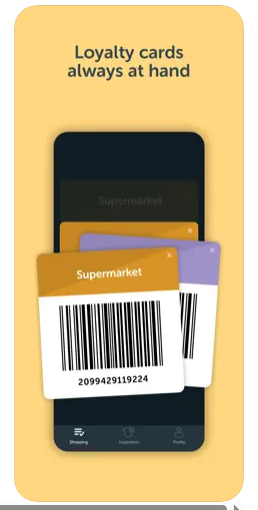 Loyalty cards
always at hand
Supermarket
Supermarket
2099429119224
Shopping
Inspiration
Profile